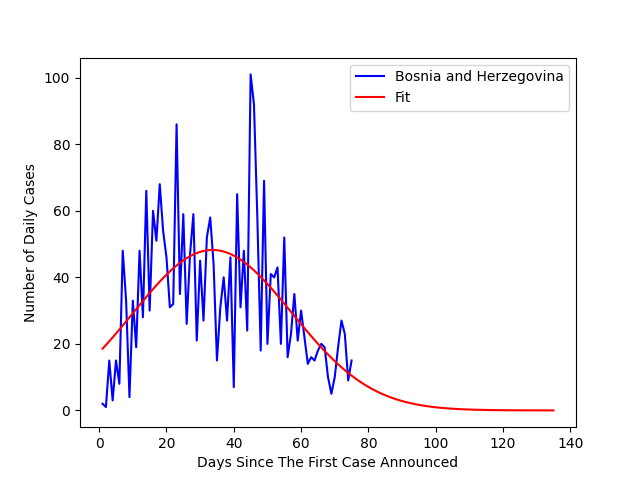 Bosnia and Herzegovina
Fit
100
80
60
40
20
0
Number of Daily Cases
0 20 40 60 80 100 120 140
Days Since The First Case Announced